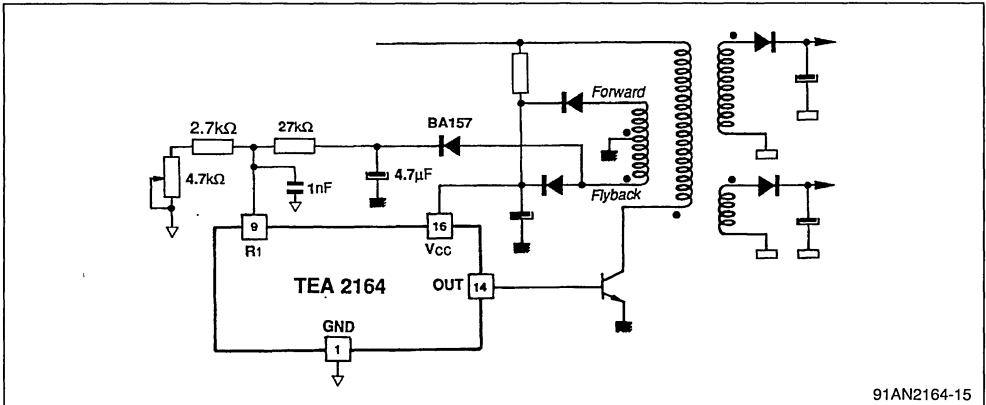 Forward
BA157
2.7kΩ
27kΩ
4.7kΩ
1nF
4.7µF
Flyback
9
R1
16
VCC
TEA 2164
OUT
14
GND
1
91AN2164-15